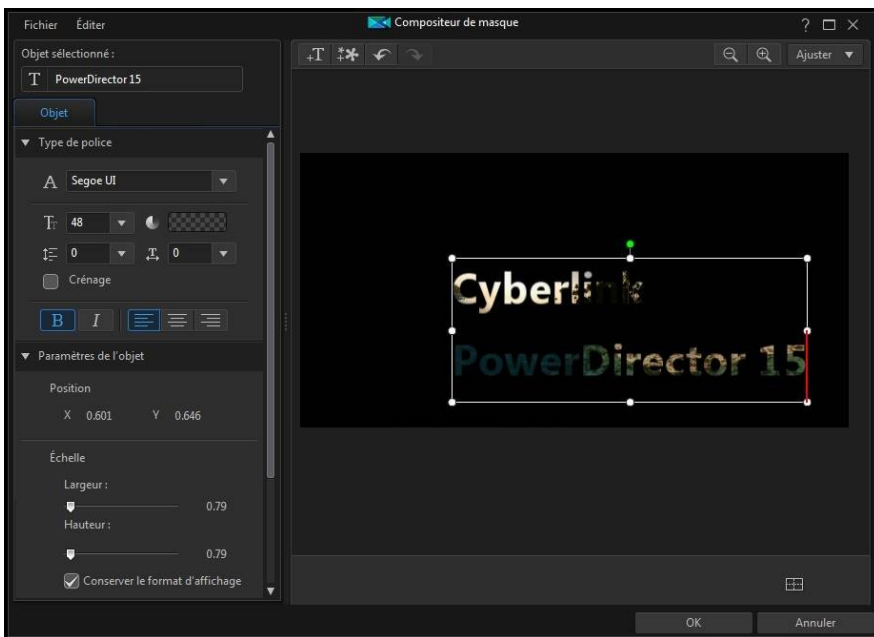 Fichier Éditer
Compositeur de masque
?
Objet sélectionné :
T PowerDirector 15
+T
Ajuster
Objet
Type de police
A Segoe UI
48
0 0
Crénage
B I
Paramètres de l'objet
Position
X 0.601 Y 0.646
Échelle
Largeur :
0.79
Hauteur :
0.79
Conserver le format d'affichage
Cyberlink
PowerDirector 15
OK Annuler